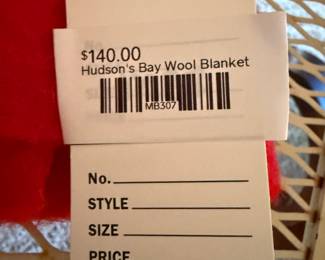 $140.00
Hudson's Bay Wool Blanket
MB307
No.
STYLE
SIZE
PRICE